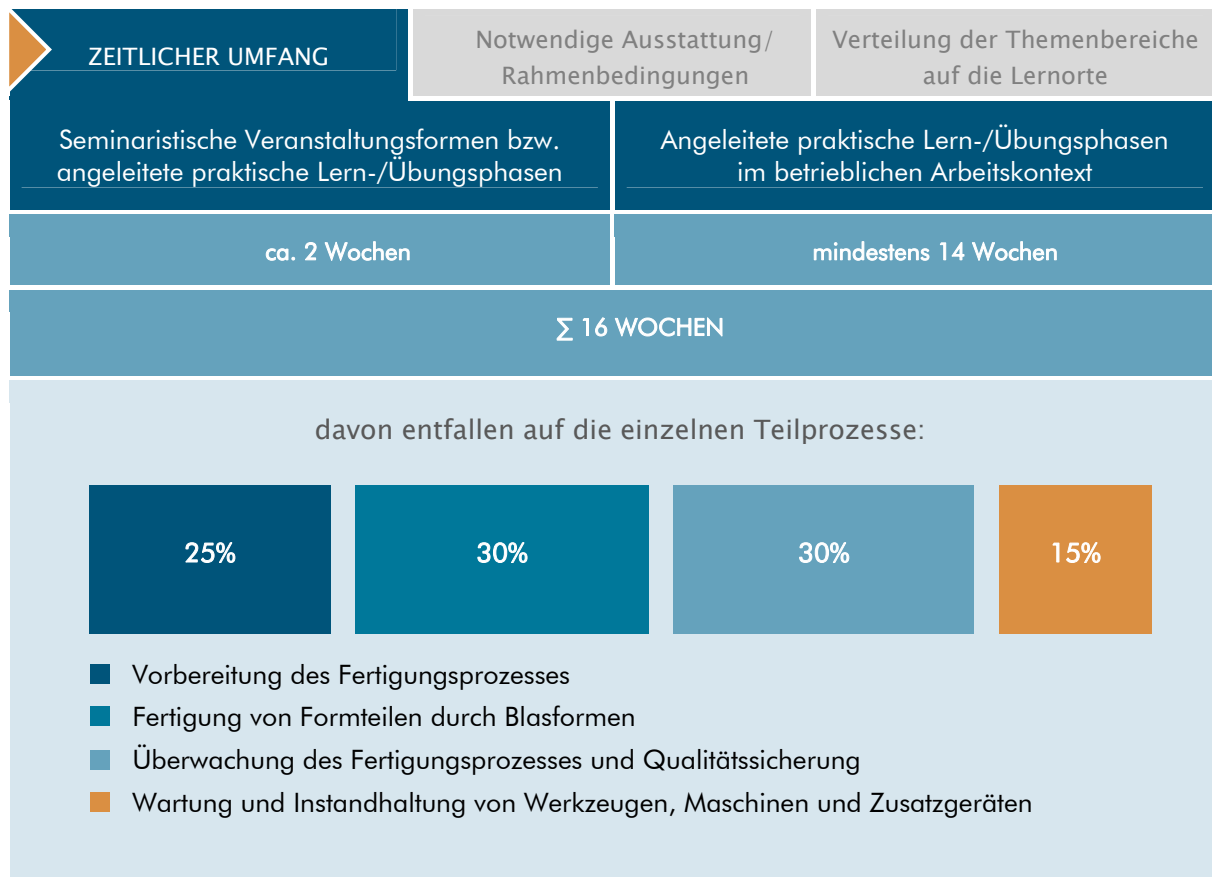 ZEITLICHER UMFANG
Notwendige Ausstattung/
Rahmenbedingungen
Verteilung der Themenbereiche
auf die Lernorte
Seminaristische Veranstaltungsformen bzw.
angeleitete praktische Lern-/Übungsphasen
Angeleitete praktische Lern-/Übungsphasen
im betrieblichen Arbeitskontext
ca. 2 Wochen
mindestens 14 Wochen
∑ 16 WOCHEN
davon entfallen auf die einzelnen Teilprozesse:
25%
30%
30%
15%
Vorbereitung des Fertigungsprozesses
Fertigung von Formteilen durch Blasformen
Überwachung des Fertigungsprozesses und Qualitätssicherung
Wartung und Instandhaltung von Werkzeugen, Maschinen und Zusatzgeräten